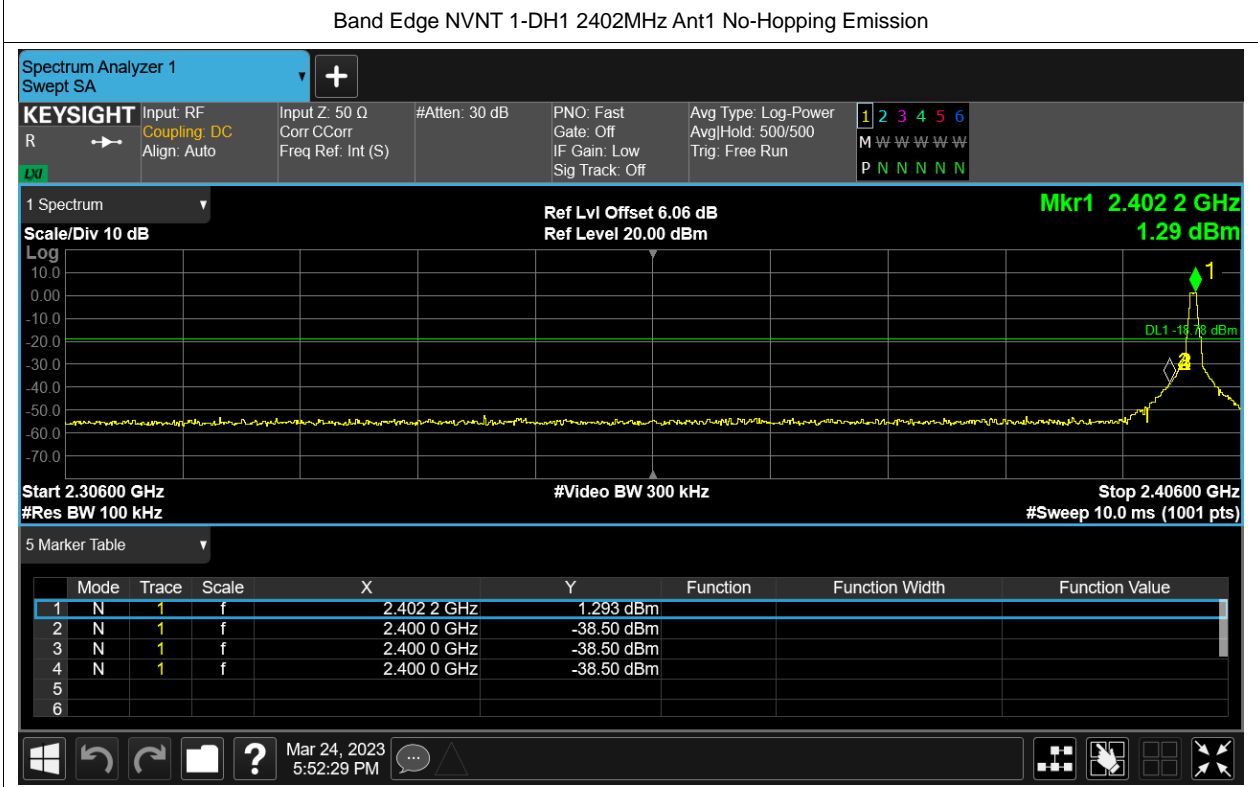 Band Edge NVNT 1-DH1 2402MHz Ant1 No-Hopping Emission
Spectrum Analyzer 1
Swept SA
+
KEYSIGHT Input: RF Input Z: 50 Ω #Atten: 30 dB PNO: Fast Avg Type: Log-Power 1 2 3 4 5 6
R Coupling: DC Corr CCorr Gate: Off Avg|Hold: 500/500 M W W W W W
Align: Auto Freq Ref: Int (S) IF Gain: Low Trig: Free Run
LXI Sig Track: Off P N N N N N
1 Spectrum Ref Lvl Offset 6.06 dB Mkr1 2.402 2 GHz
Scale/Div 10 dB Ref Level 20.00 dBm 1.29 dBm
Log
1
10.0
0.00
-10.0
DL1 -18.78 dBm
-20.0
-30.0
-40.0
-50.0
-60.0
-70.0
Start 2.30600 GHz #Video BW 300 kHz Stop 2.40600 GHz
#Res BW 100 kHz #Sweep 10.0 ms (1001 pts)
5 Marker Table
Mode Trace Scale X Y Function Function Width Function Value
1 N 1 f 2.402 2 GHz 1.293 dBm
2 N 1 f 2.400 0 GHz -38.50 dBm
3 N 1 f 2.400 0 GHz -38.50 dBm
4 N 1 f 2.400 0 GHz -38.50 dBm
5
6
? Mar 24, 2023
5:52:29 PM